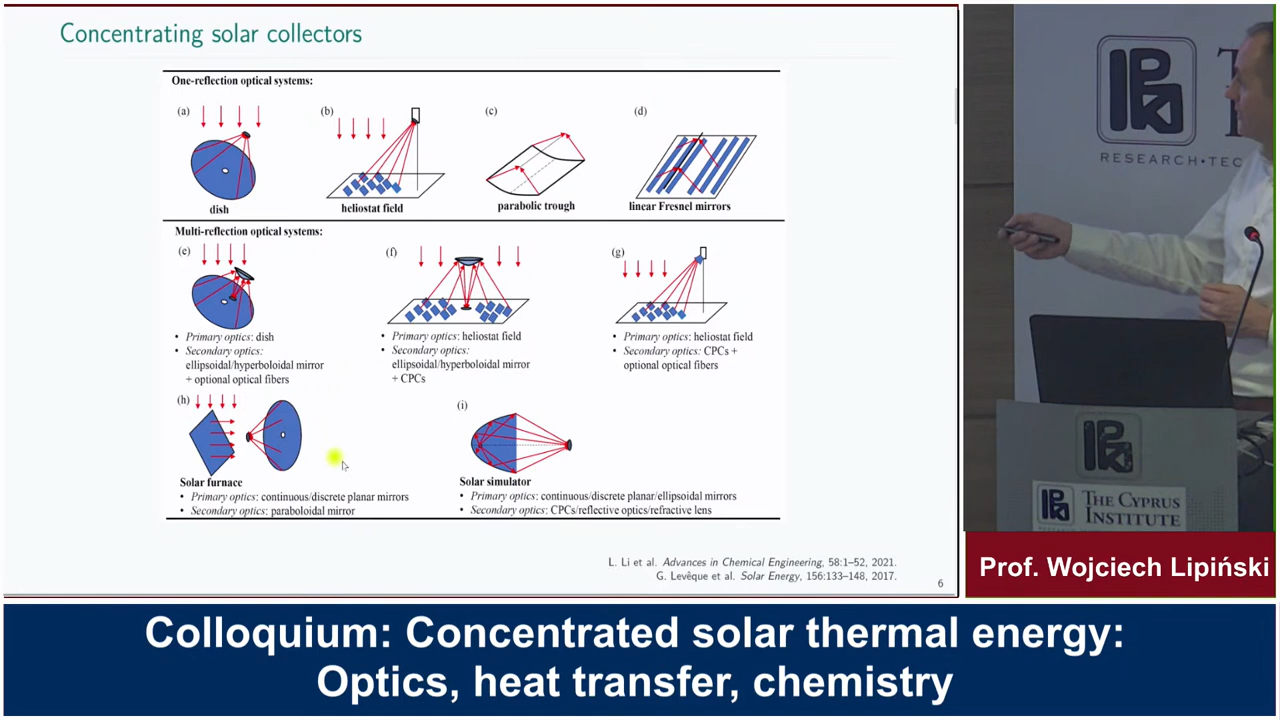 Concentrating solar collectors
One-reflection optical systems:
(a)
(b)
(c)
(d)
dish
heliostat field
parabolic trough
linear Fresnel mirrors
Multi-reflection optical systems:
(e)
(f)
(g)
• Primary optics: dish
• Secondary optics:
ellipsoidal/hyperboloidal mirror
+ optional optical fibers
• Primary optics: heliostat field
• Secondary optics:
ellipsoidal/hyperboloidal mirror
+ CPCs
• Primary optics: heliostat field
• Secondary optics: CPCs +
optional optical fibers
(h)
(i)
Solar furnace
• Primary optics: continuous/discrete planar mirrors
• Secondary optics: paraboloidal mirror
Solar simulator
• Primary optics: continuous/discrete planar/ellipsoidal mirrors
• Secondary optics: CPCs/reflective optics/refractive lens
L. Li et al. Advances in Chemical Engineering, 58:1–52, 2021.
G. Levêque et al. Solar Energy, 156:133–148, 2017.
6
RESEARCH•TEC
THE CYPRUS
INSTITUTE
Prof. Wojciech Lipiński
Colloquium: Concentrated solar thermal energy:
Optics, heat transfer, chemistry